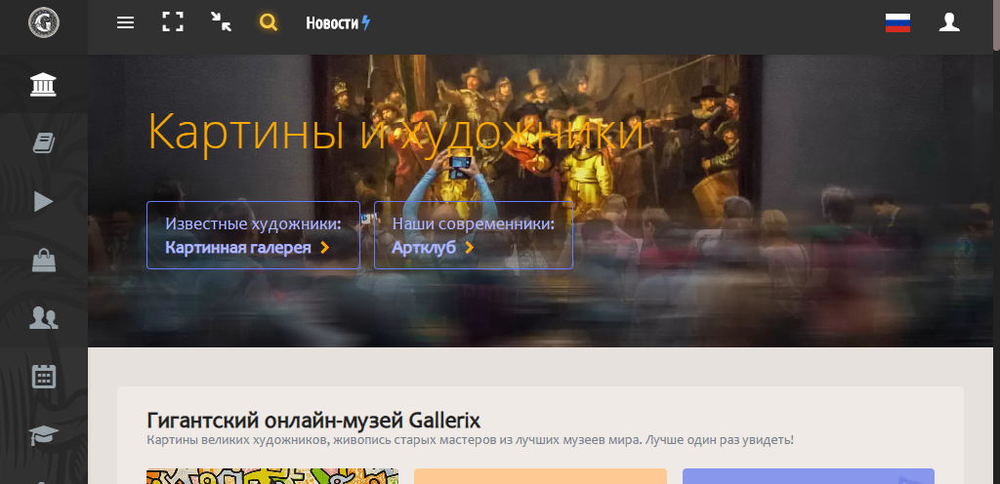 G
Новости
Картины и художники
Известные художники:
Картинная галерея
Наши современники:
Артклуб
Гигантский онлайн-музей Gallerix
Картины великих художников, живопись старых мастеров из лучших музеев мира. Лучше один раз увидеть!